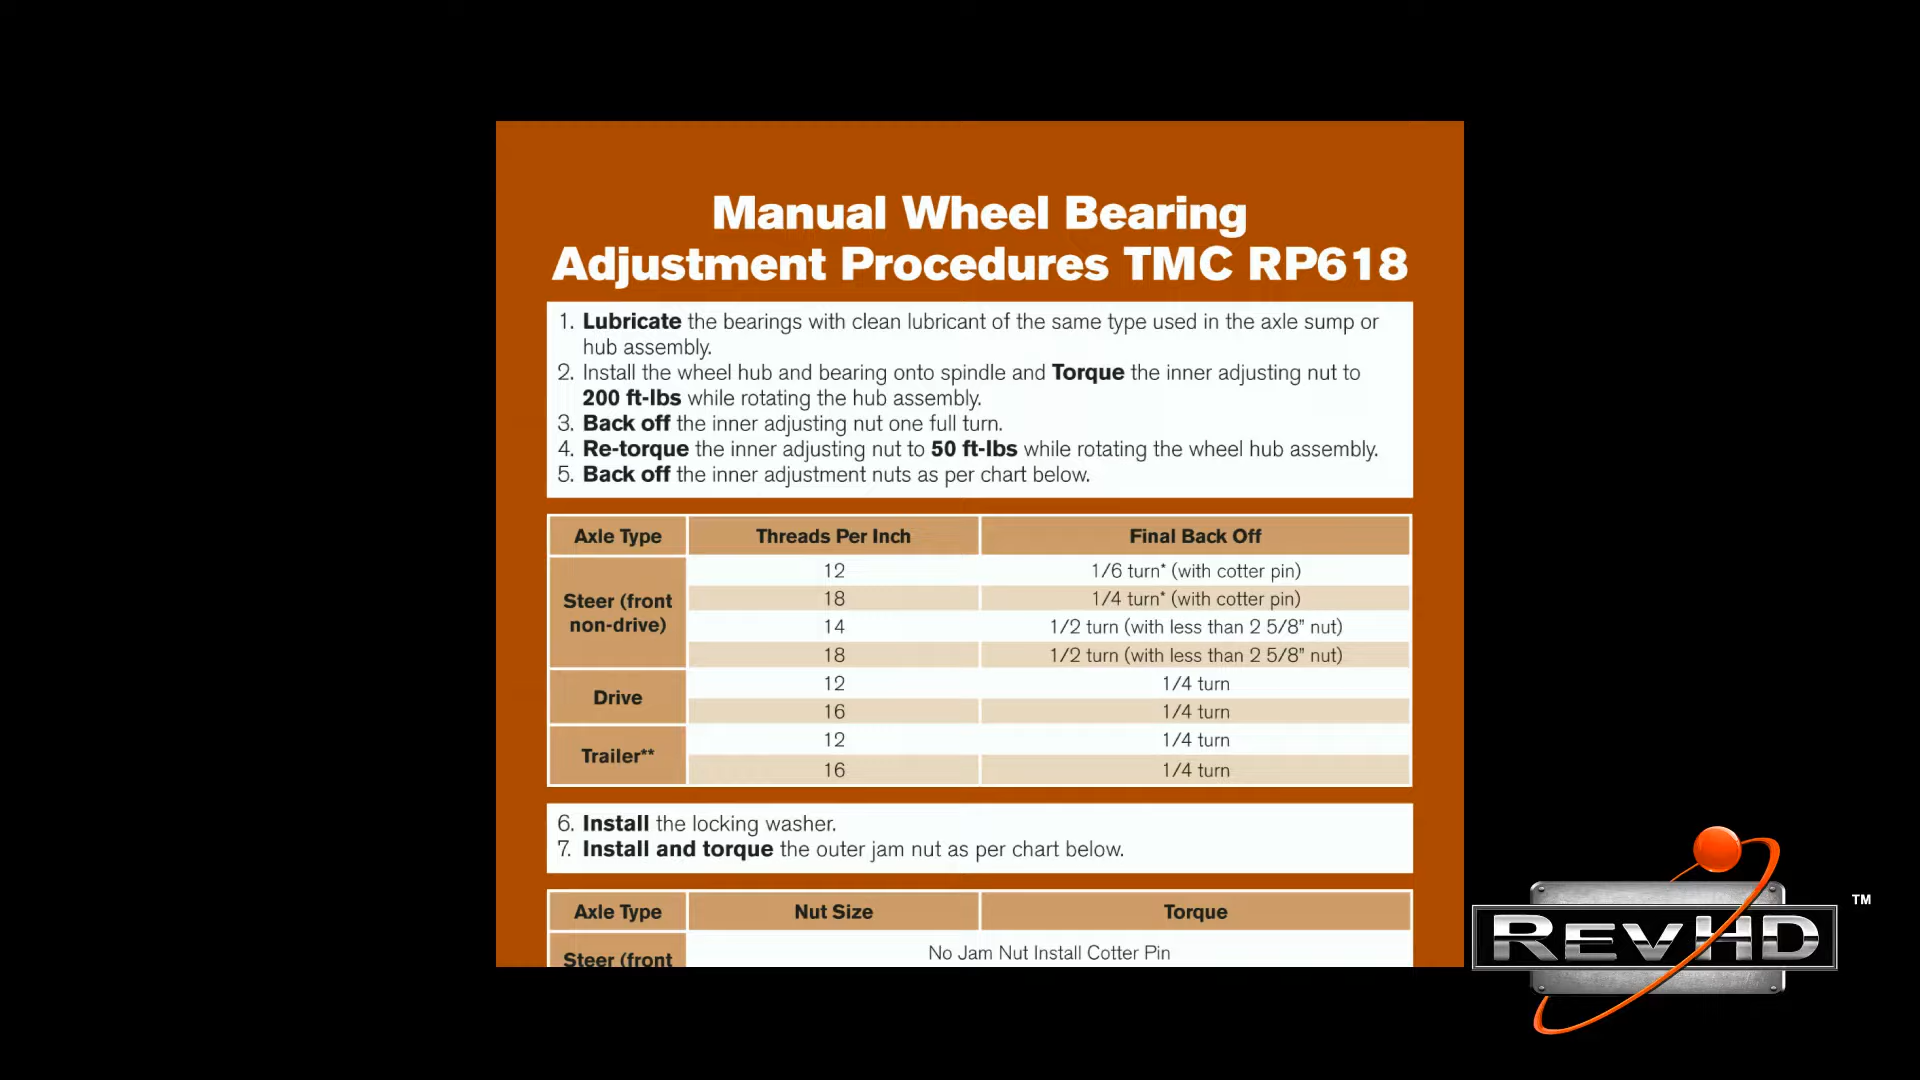 Manual Wheel Bearing
Adjustment Procedures TMC RP618
1. Lubricate the bearings with clean lubricant of the same type used in the axle sump or
hub assembly.
2. Install the wheel hub and bearing onto spindle and Torque the inner adjusting nut to
200 ft-lbs while rotating the hub assembly.
3. Back off the inner adjusting nut one full turn.
4. Re-torque the inner adjusting nut to 50 ft-lbs while rotating the wheel hub assembly.
5. Back off the inner adjustment nuts as per chart below.
Axle Type Threads Per Inch Final Back Off
Steer (front
non-drive)
12 1/6 turn* (with cotter pin)
18 1/4 turn* (with cotter pin)
14 1/2 turn (with less than 2 5/8” nut)
18 1/2 turn (with less than 2 5/8” nut)
Drive
12 1/4 turn
16 1/4 turn
Trailer**
12 1/4 turn
16 1/4 turn
6. Install the locking washer.
7. Install and torque the outer jam nut as per chart below.
Axle Type Nut Size Torque
Steer (front
No Jam Nut Install Cotter Pin
REVHD
TM